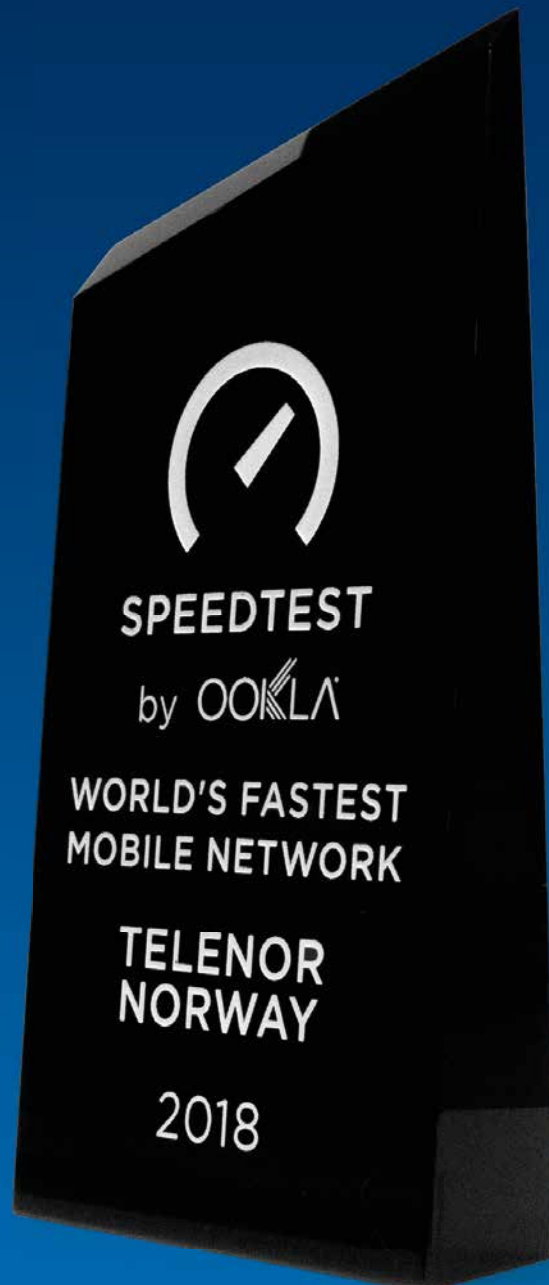 SPEEDTEST
by OOKLA
WORLD'S FASTEST
MOBILE NETWORK
TELENOR
NORWAY
2018